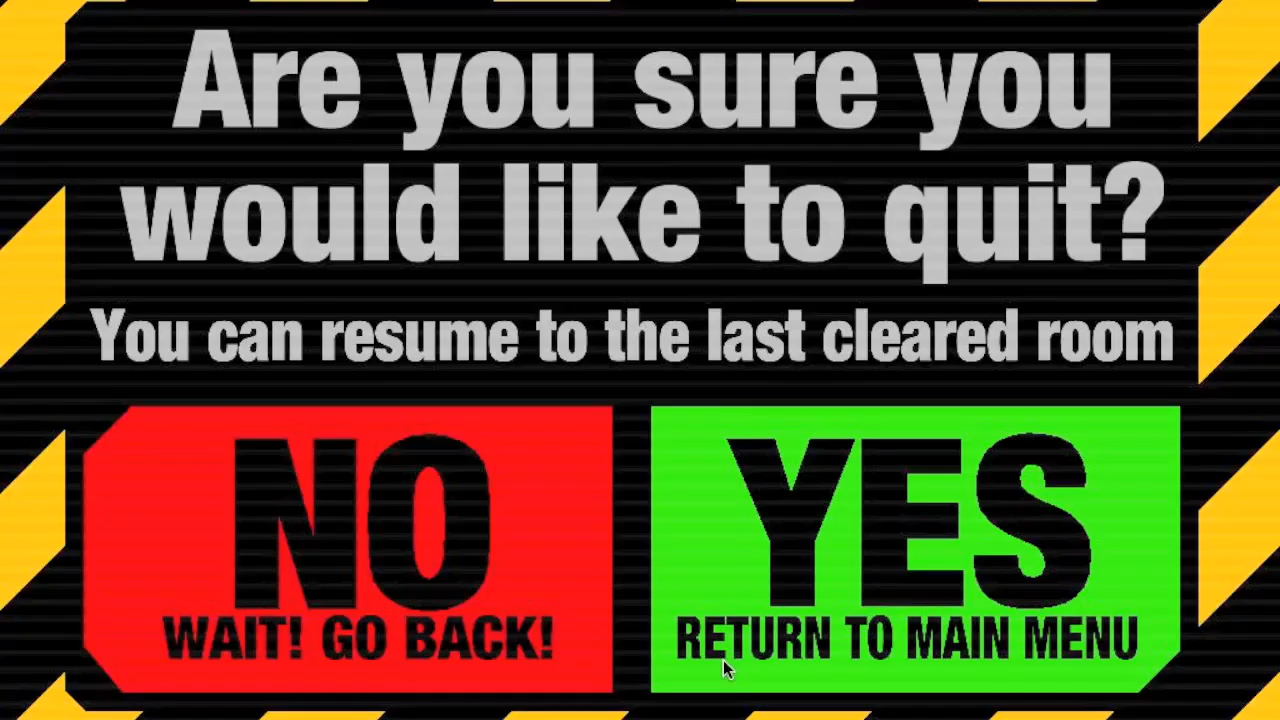 Are you sure you
would like to quit?
You can resume to the last cleared room
NO
WAIT! GO BACK!
YES
RETURN TO MAIN MENU